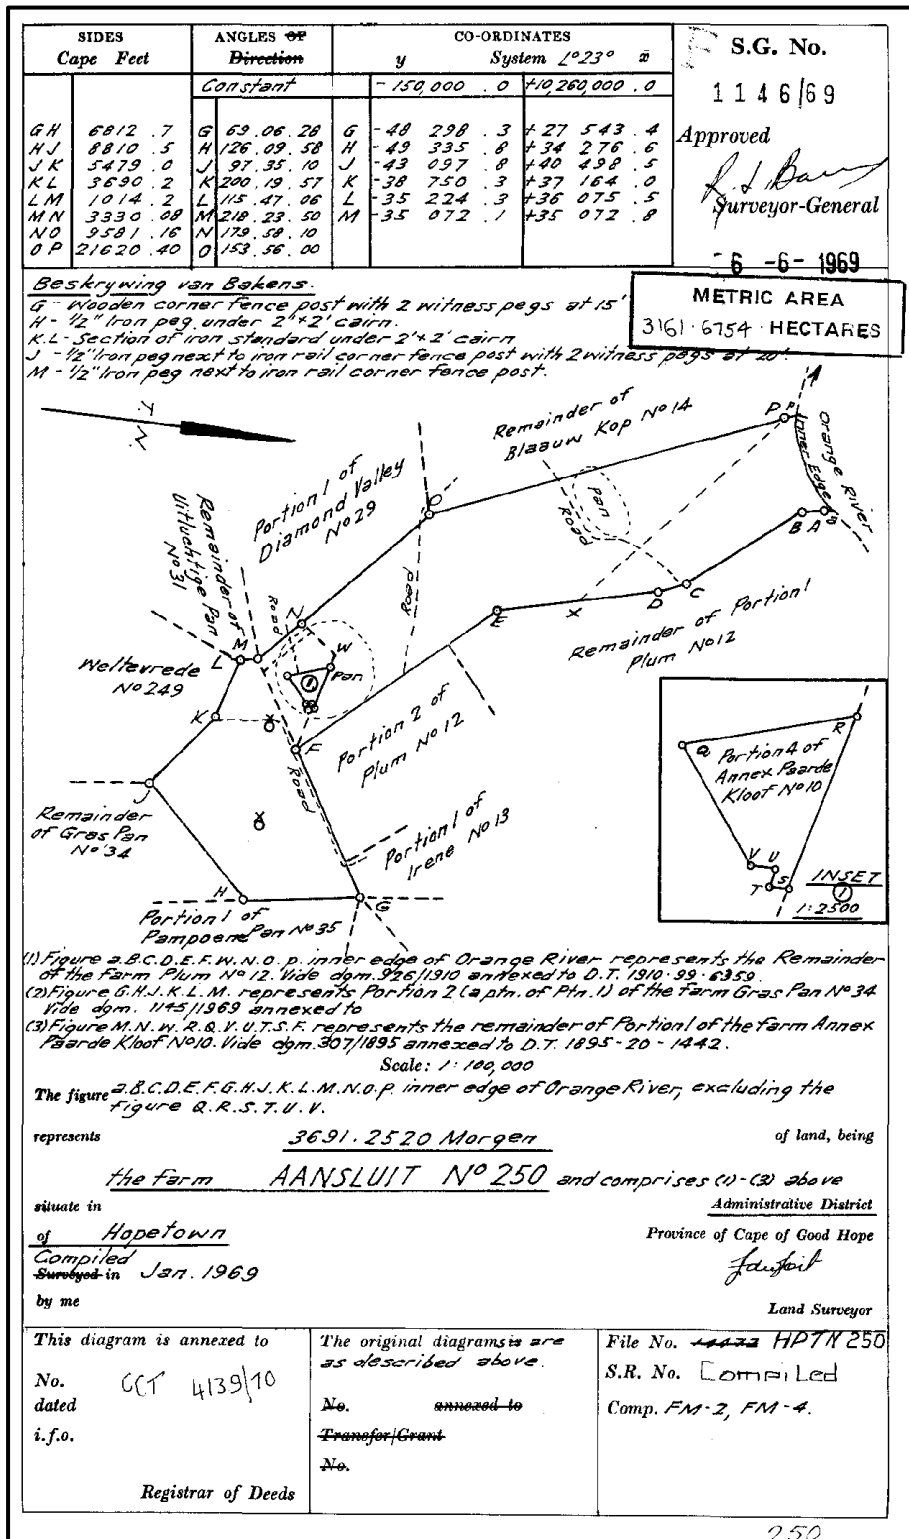 SIDES
Cape Feet
ANGLES OF
Direction
CO-ORDINATES
y System L°23° x
S.G. No.
1146/69
Approved
Surveyor-General
6 -6- 1969
Constant -150,000 .0 +10,260,000 .0
GH 6812 .7 G 69.06.28 G -48 298 .3 +27 543 .4
HJ 8810 .5 H 126.09.58 H -49 335 .8 +34 276 .6
JK 5479 .0 J 97.35.10 J -43 097 .8 +40 498 .5
KL 3690 .2 K 200.19.57 K -38 750 .3 +37 164 .0
LM 1014 .2 L 115.47.06 L -35 224 .3 +36 075 .5
MN 3330 .08 M 218.23.50 M -35 072 .1 +35 072 .8
NO 9581 .16 N 179.58.10
OP 21620 .40 O 153.56.00
METRIC AREA
3161.6754 HECTARES
Beskrywing van Bakens.
G - Wooden corner fence post with 2 witness pegs at 15'
H - 1/2" Iron peg under 2'+2' cairn.
K.L - Section of iron standard under 2'+2' cairn
J - 1/2" Iron peg next to iron rail corner fence post with 2 witness pegs at 20'.
M - 1/2" Iron peg next to iron rail corner fence post.
T.N.
Remainder of
Blaauw Kop No 14
P p
Orange River
Inner Edge
a
B A
Portion 1 of
Diamond Valley
No 29
Remainder of
Uitluchtige Pan
No 31
O
Pan
Road
Road
Road
N
W
Pan
E
X
D
C
Remainder of Portion 1
Plum No 12
M
L
Weltevrede
No 249
K
1
X
F
Portion 2 of
Plum No 12
Road
J
Remainder
of Gras Pan
No 34
X
Portion 1 of
Irene No 13
H
G
Portion 1 of
Pampoene Pan No 35
Q
R
Portion 4 of
Annex Paarde
Kloof No 10
V U
T S
INSET
1
1:2500
(1) Figure a.B.C.D.E.F.W.N.O.p. inner edge of Orange River represents the Remainder
of the Farm Plum No 12. Vide dgm. 926/1910 annexed to D.T. 1910-99-6359.
(2) Figure G.H.J.K.L.M. represents Portion 2 (a ptn. of Ptn. 1) of the farm Gras Pan No 34
Vide dgm. 1145/1969 annexed to
(3) Figure M.N.W.R.Q.V.U.T.S.F. represents the remainder of Portion 1 of the farm Annex
Paarde Kloof No 10. Vide dgm. 307/1895 annexed to D.T. 1895-20-1442.
Scale: 1:100,000
The figure a.B.C.D.E.F.G.H.J.K.L.M.N.O.p. inner edge of Orange River, excluding the
figure Q.R.S.T.U.V.
represents 3691.2520 Morgen of land, being
the farm AANSLUIT No 250 and comprises (1)-(3) above
situate in Administrative District
of Hopetown Province of Cape of Good Hope
Compiled
Surveyed in Jan. 1969
by me
Land Surveyor
This diagram is annexed to
No. CCT 4139/70
dated
i.f.o.
Registrar of Deeds
The original diagrams is are
as described above.
No. annexed to
Transfer/Grant
No.
File No. HPTN 250
S.R. No. Compiled
Comp. FM-2, FM-4.
250